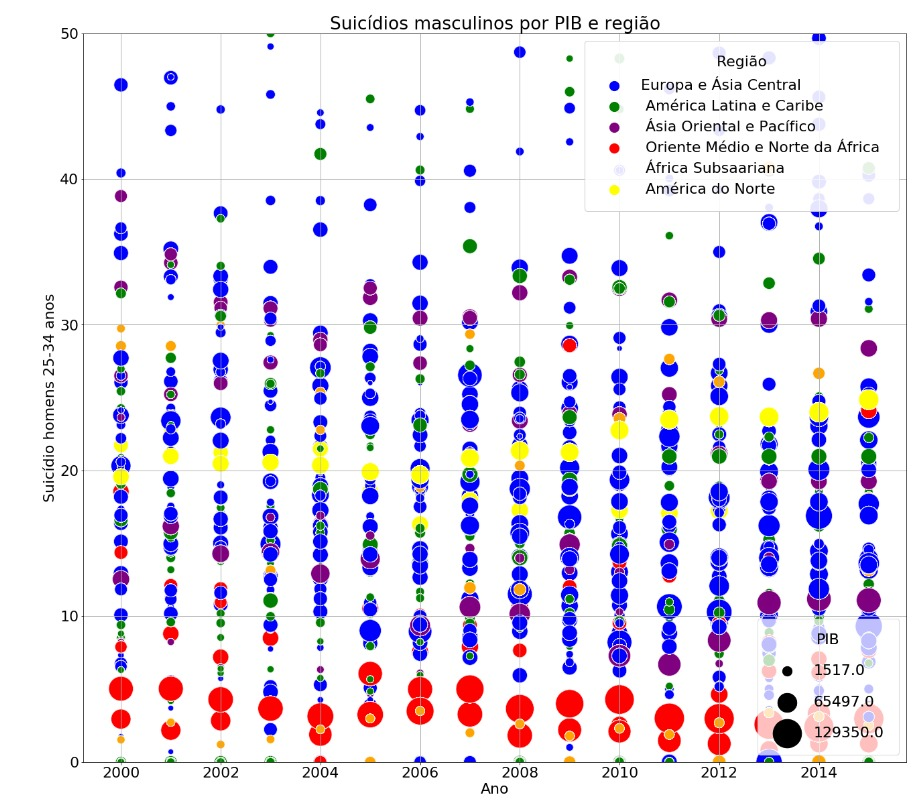 Suicídios masculinos por PIB e região
50
40
30
20
10
0
Suicídio homens 25-34 anos
Região
Europa e Ásia Central
América Latina e Caribe
Ásia Oriental e Pacífico
Oriente Médio e Norte da África
África Subsaariana
América do Norte
PIB
1517.0
65497.0
129350.0
2000
2002
2004
2006
2008
2010
2012
2014
Ano